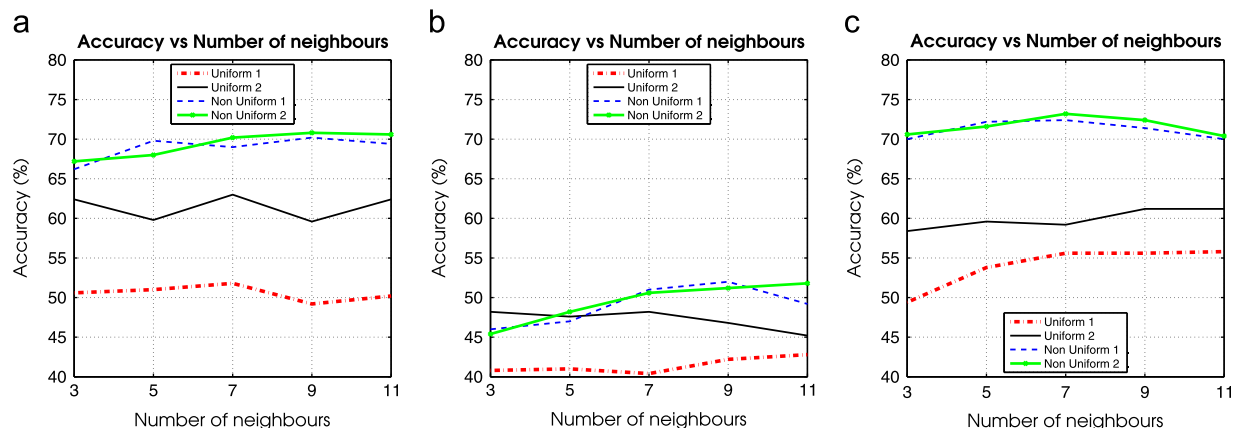 a
Accuracy vs Number of neighbours
80
75
70
65
60
55
50
45
40
3 5 7 9 11
Accuracy (%)
Number of neighbours
Uniform 1
Uniform 2
Non Uniform 1
Non Uniform 2
b
Accuracy vs Number of neighbours
80
75
70
65
60
55
50
45
40
3 5 7 9 11
Accuracy (%)
Number of neighbours
Uniform 1
Uniform 2
Non Uniform 1
Non Uniform 2
c
Accuracy vs Number of neighbours
80
75
70
65
60
55
50
45
40
3 5 7 9 11
Accuracy (%)
Number of neighbours
Uniform 1
Uniform 2
Non Uniform 1
Non Uniform 2